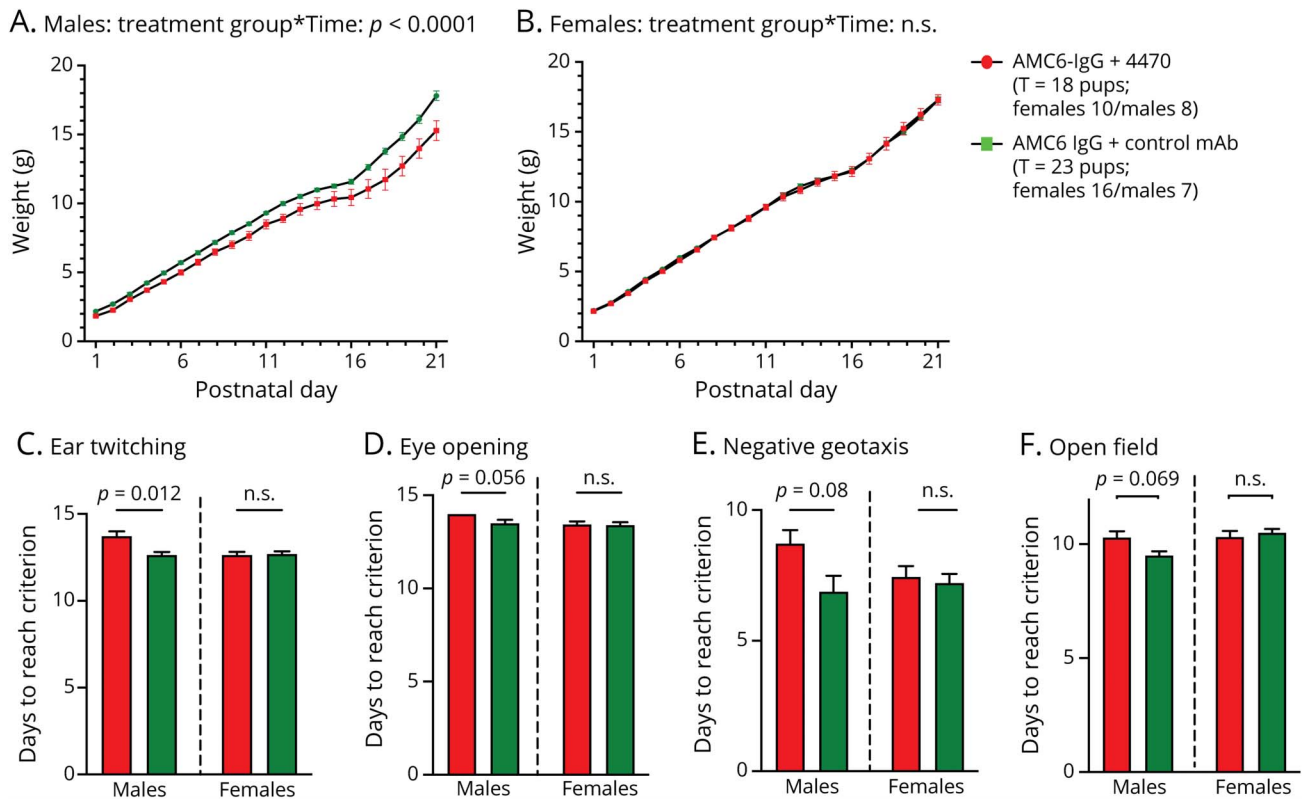 A. Males: treatment group*Time: p < 0.0001
20
15
10
5
0
Weight (g)
1 6 11 16 21
Postnatal day
B. Females: treatment group*Time: n.s.
20
15
10
5
0
Weight (g)
1 6 11 16 21
Postnatal day
AMC6-IgG + 4470
(T = 18 pups;
females 10/males 8)
AMC6 IgG + control mAb
(T = 23 pups;
females 16/males 7)
C. Ear twitching
p = 0.012 n.s.
15
10
5
0
Days to reach criterion
Males Females
D. Eye opening
p = 0.056 n.s.
15
10
5
0
Days to reach criterion
Males Females
E. Negative geotaxis
p = 0.08 n.s.
10
5
0
Days to reach criterion
Males Females
F. Open field
p = 0.069 n.s.
10
5
0
Days to reach criterion
Males Females